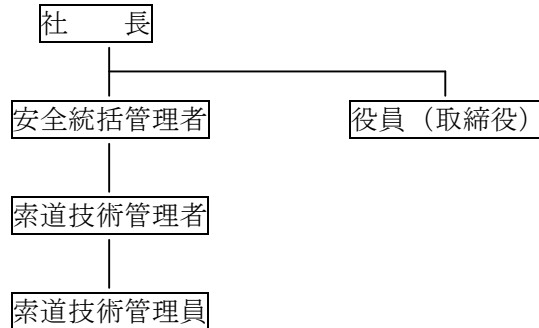 社　　長
安全統括管理者
役員（取締役）
索道技術管理者
索道技術管理員